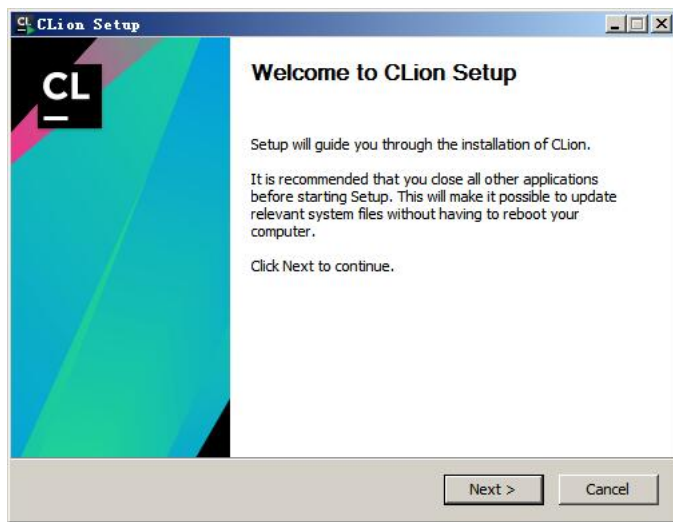 CLion Setup
CL
Welcome to CLion Setup
Setup will guide you through the installation of CLion.
It is recommended that you close all other applications
before starting Setup. This will make it possible to update
relevant system files without having to reboot your
computer.
Click Next to continue.
Next >
Cancel